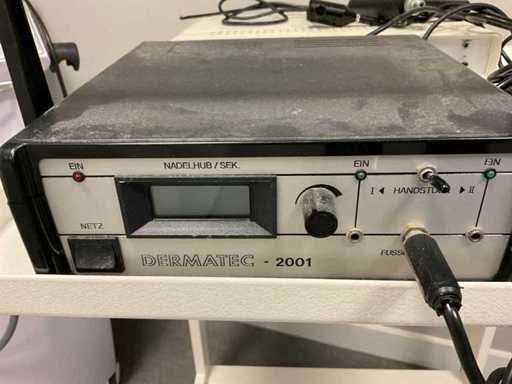 EIN
NADELHUB / SEK.
EIN
EIN
I ◄ HANDSTÜCK ► II
NETZ
DERMATEC - 2001